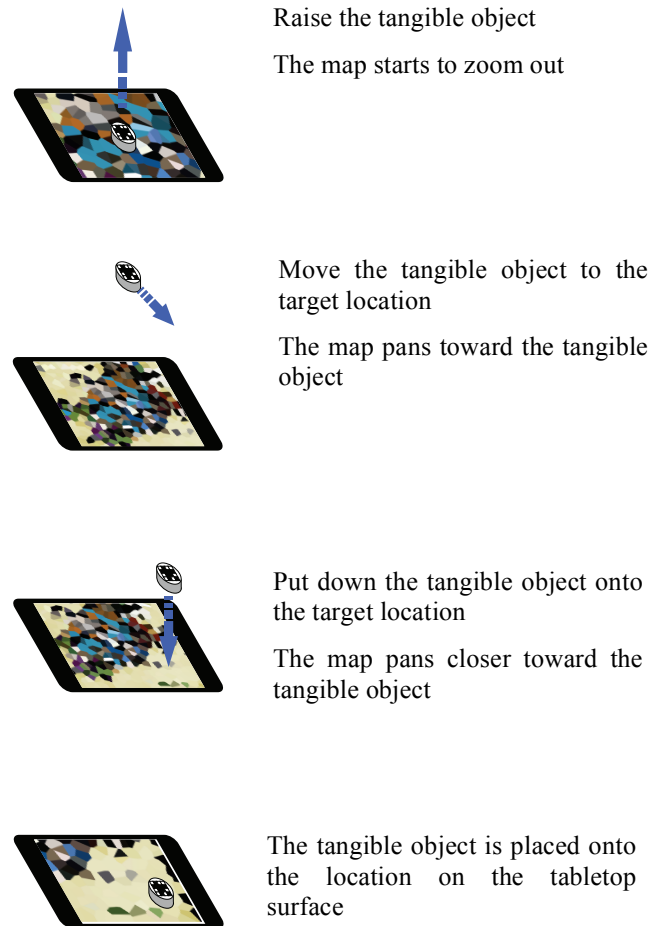 Raise the tangible object
The map starts to zoom out
Move the tangible object to the
target location
The map pans toward the tangible
object
Put down the tangible object onto
the target location
The map pans closer toward the
tangible object
The tangible object is placed onto
the location on the tabletop
surface